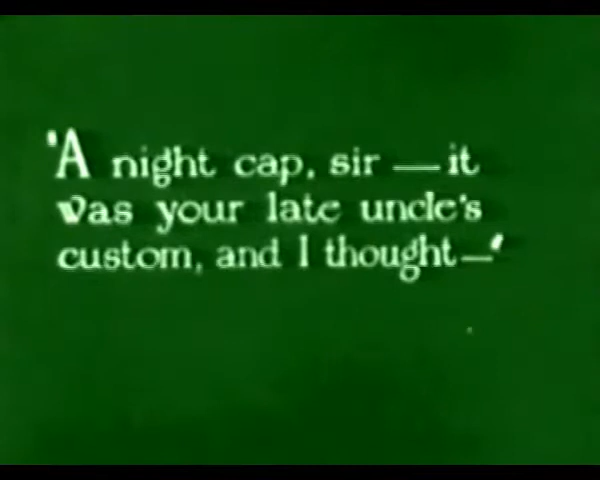 'A night cap, sir — it
was your late uncle's
custom, and I thought—'